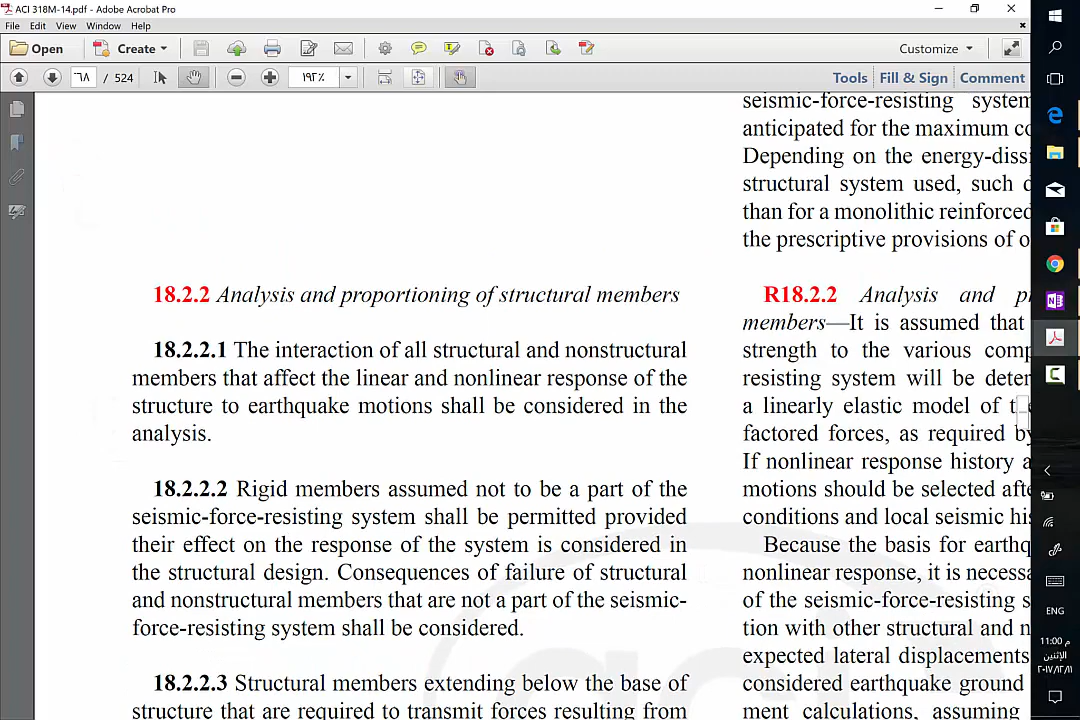 ACI 318M-14.pdf - Adobe Acrobat Pro
File Edit View Window Help
Open Create Customize
٦٨ / 524 ١٩٢٪ Tools Fill & Sign Comment
18.2.2 Analysis and proportioning of structural members
18.2.2.1 The interaction of all structural and nonstructural
members that affect the linear and nonlinear response of the
structure to earthquake motions shall be considered in the
analysis.
18.2.2.2 Rigid members assumed not to be a part of the
seismic-force-resisting system shall be permitted provided
their effect on the response of the system is considered in
the structural design. Consequences of failure of structural
and nonstructural members that are not a part of the seismic-
force-resisting system shall be considered.
18.2.2.3 Structural members extending below the base of
structure that are required to transmit forces resulting from
seismic-force-resisting system
anticipated for the maximum co
Depending on the energy-dissi
structural system used, such
than for a monolithic reinforced
the prescriptive provisions of o
R18.2.2 Analysis and p
members—It is assumed that
strength to the various comp
resisting system will be deter
a linearly elastic model of t
factored forces, as required by
If nonlinear response history a
motions should be selected afte
conditions and local seismic his
Because the basis for earthq
nonlinear response, it is necessa
of the seismic-force-resisting s
tion with other structural and n
expected lateral displacements
considered earthquake ground
ment calculations, assuming
ENG
11:00 م
الإثنين
٢٠١٧/١٢/١١